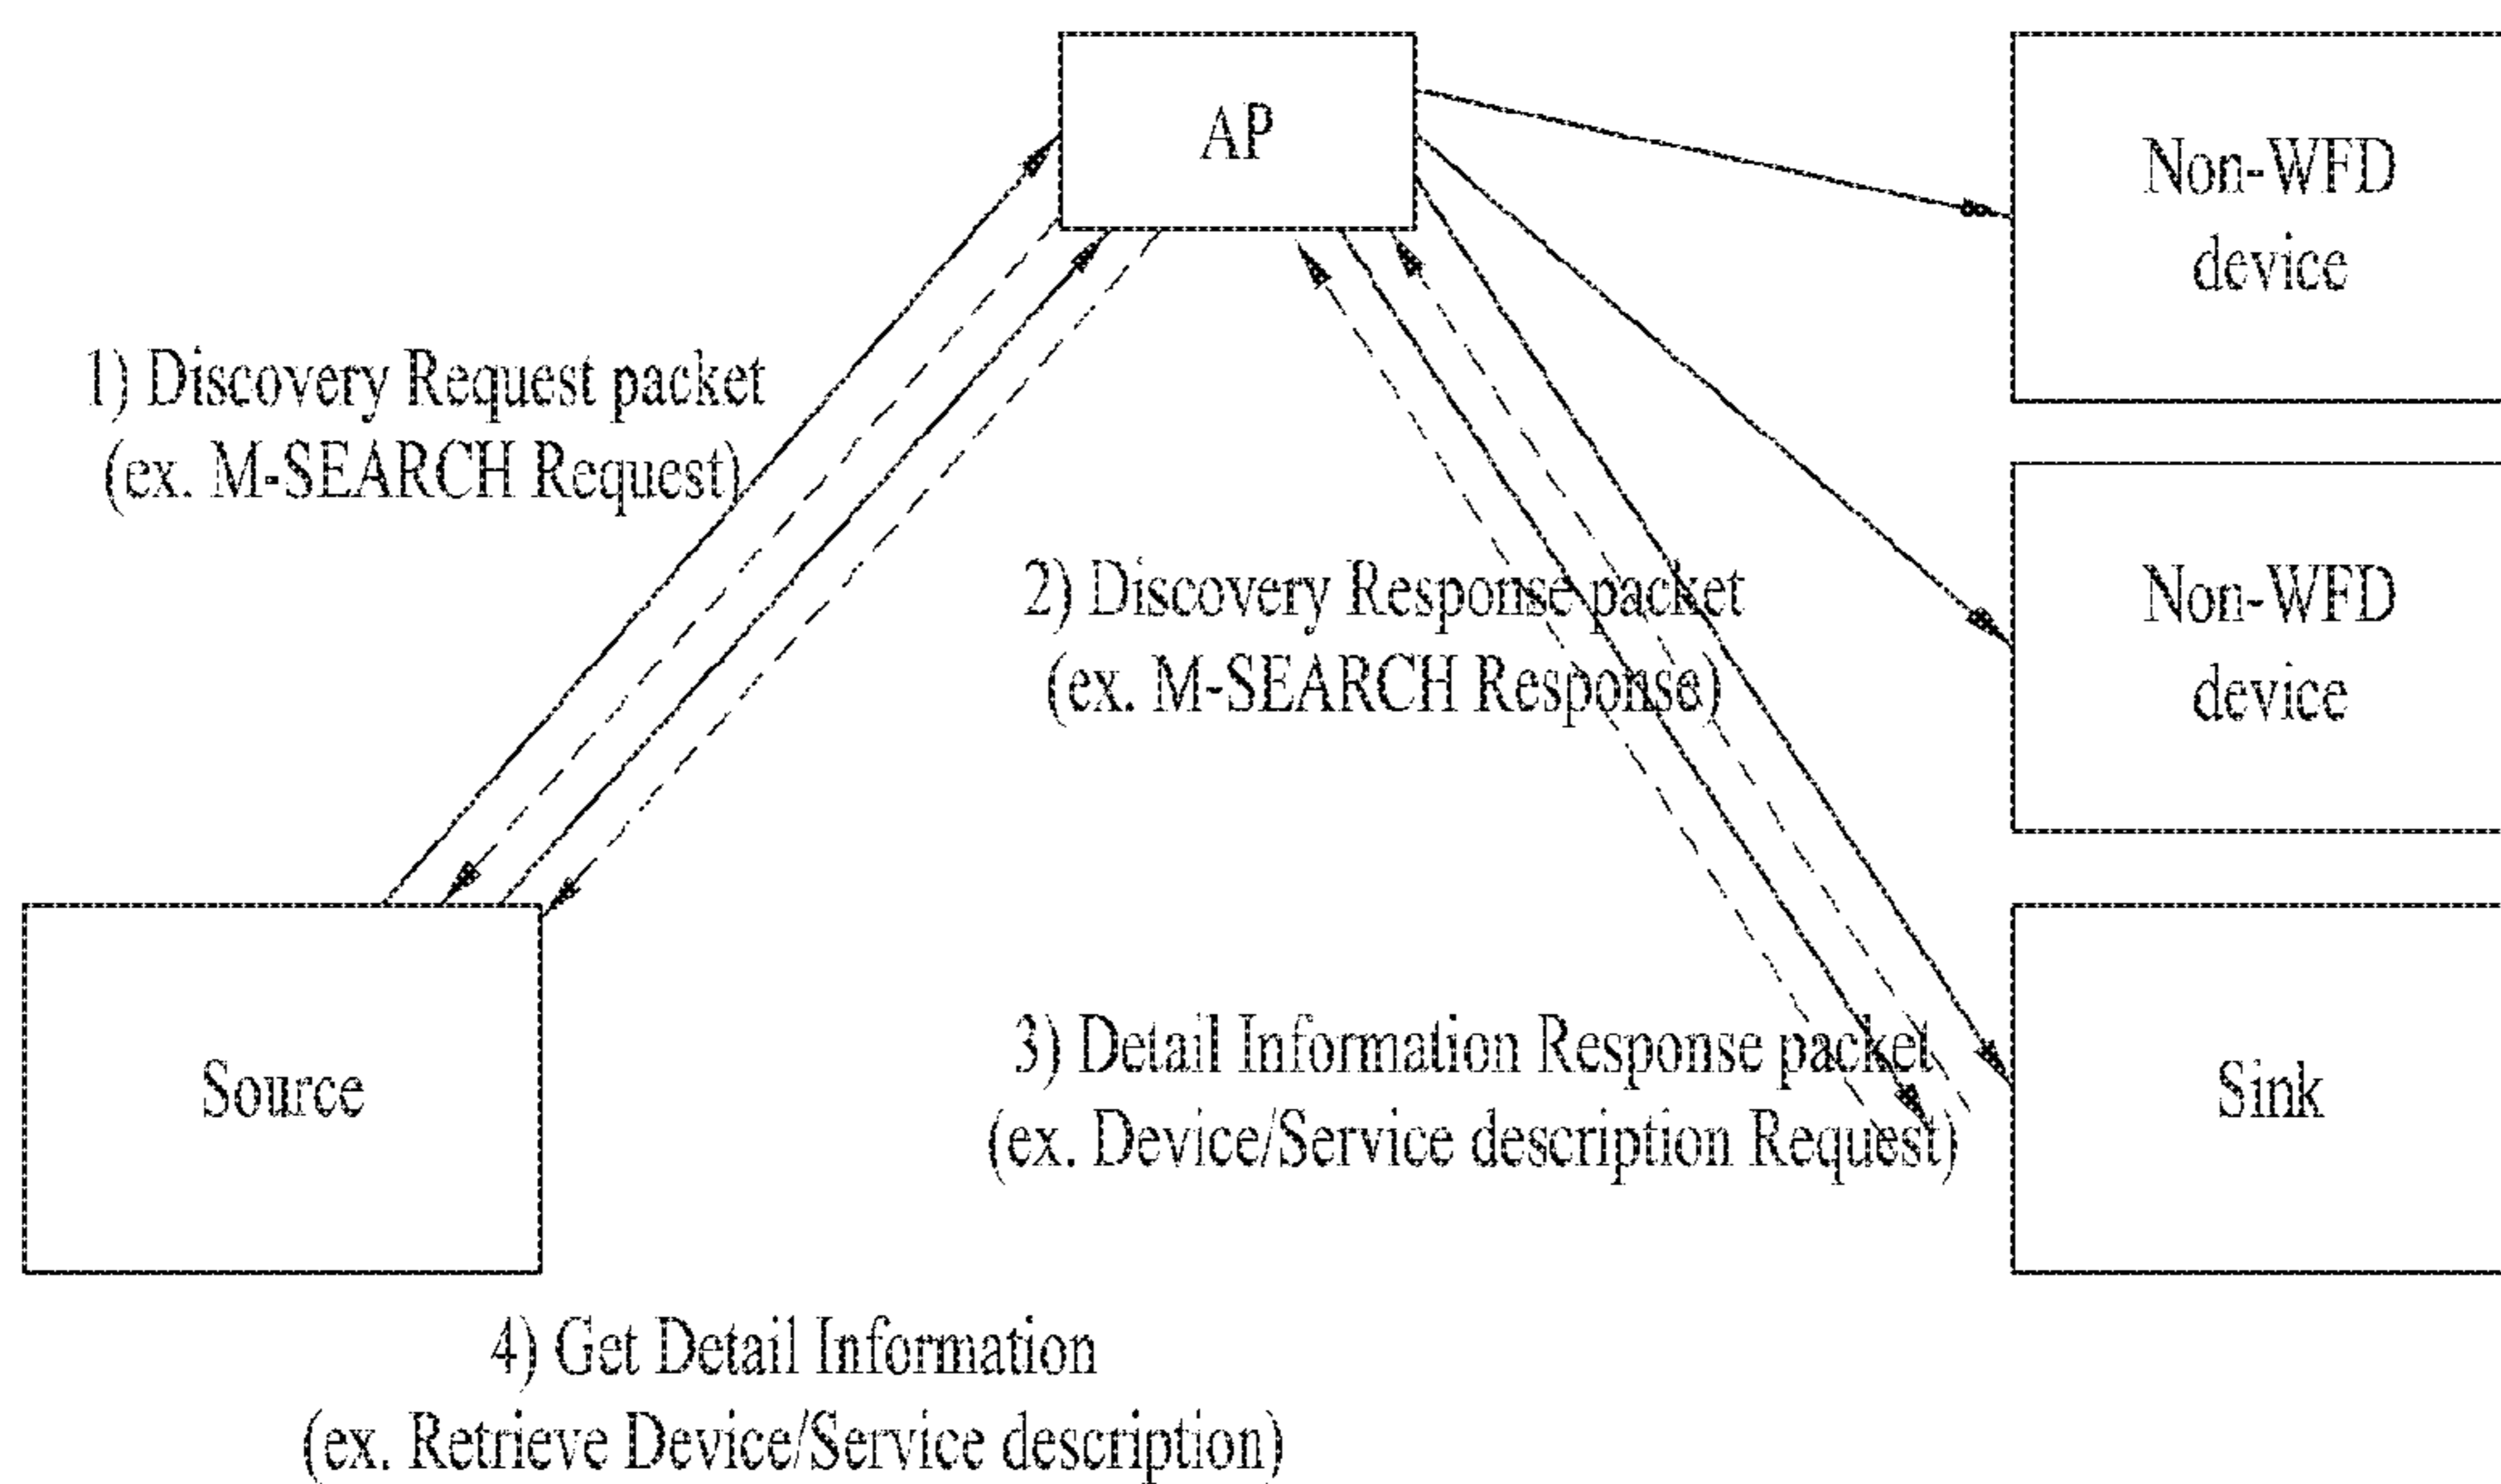 AP
Non-WFD
device
1) Discovery Request packet
(ex. M-SEARCH Request)
2) Discovery Response packet
(ex. M-SEARCH Response)
Non-WFD
device
Source
3) Detail Information Response packet
(ex. Device/Service description Request)
Sink
4) Get Detail Information
(ex. Retrieve Device/Service description)